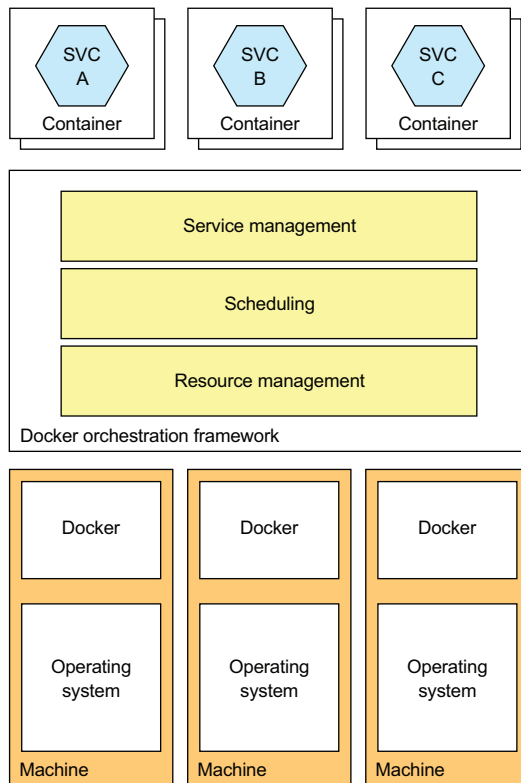 SVC
A
Container
SVC
B
Container
SVC
C
Container
Service management
Scheduling
Resource management
Docker orchestration framework
Docker
Operating
system
Machine
Docker
Operating
system
Machine
Docker
Operating
system
Machine